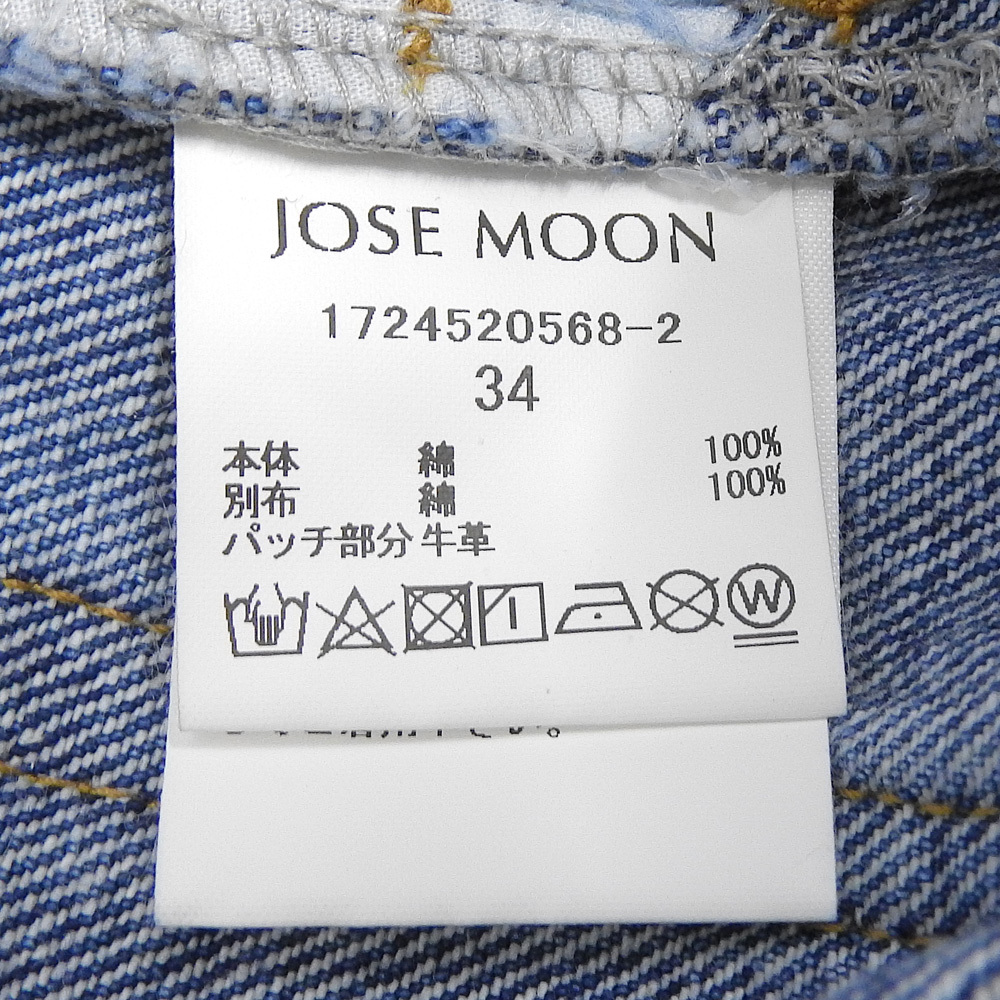 JOSE MOON
1724520568-2
34
本体 綿 100%
別布 綿 100%
パッチ部分 牛革
W